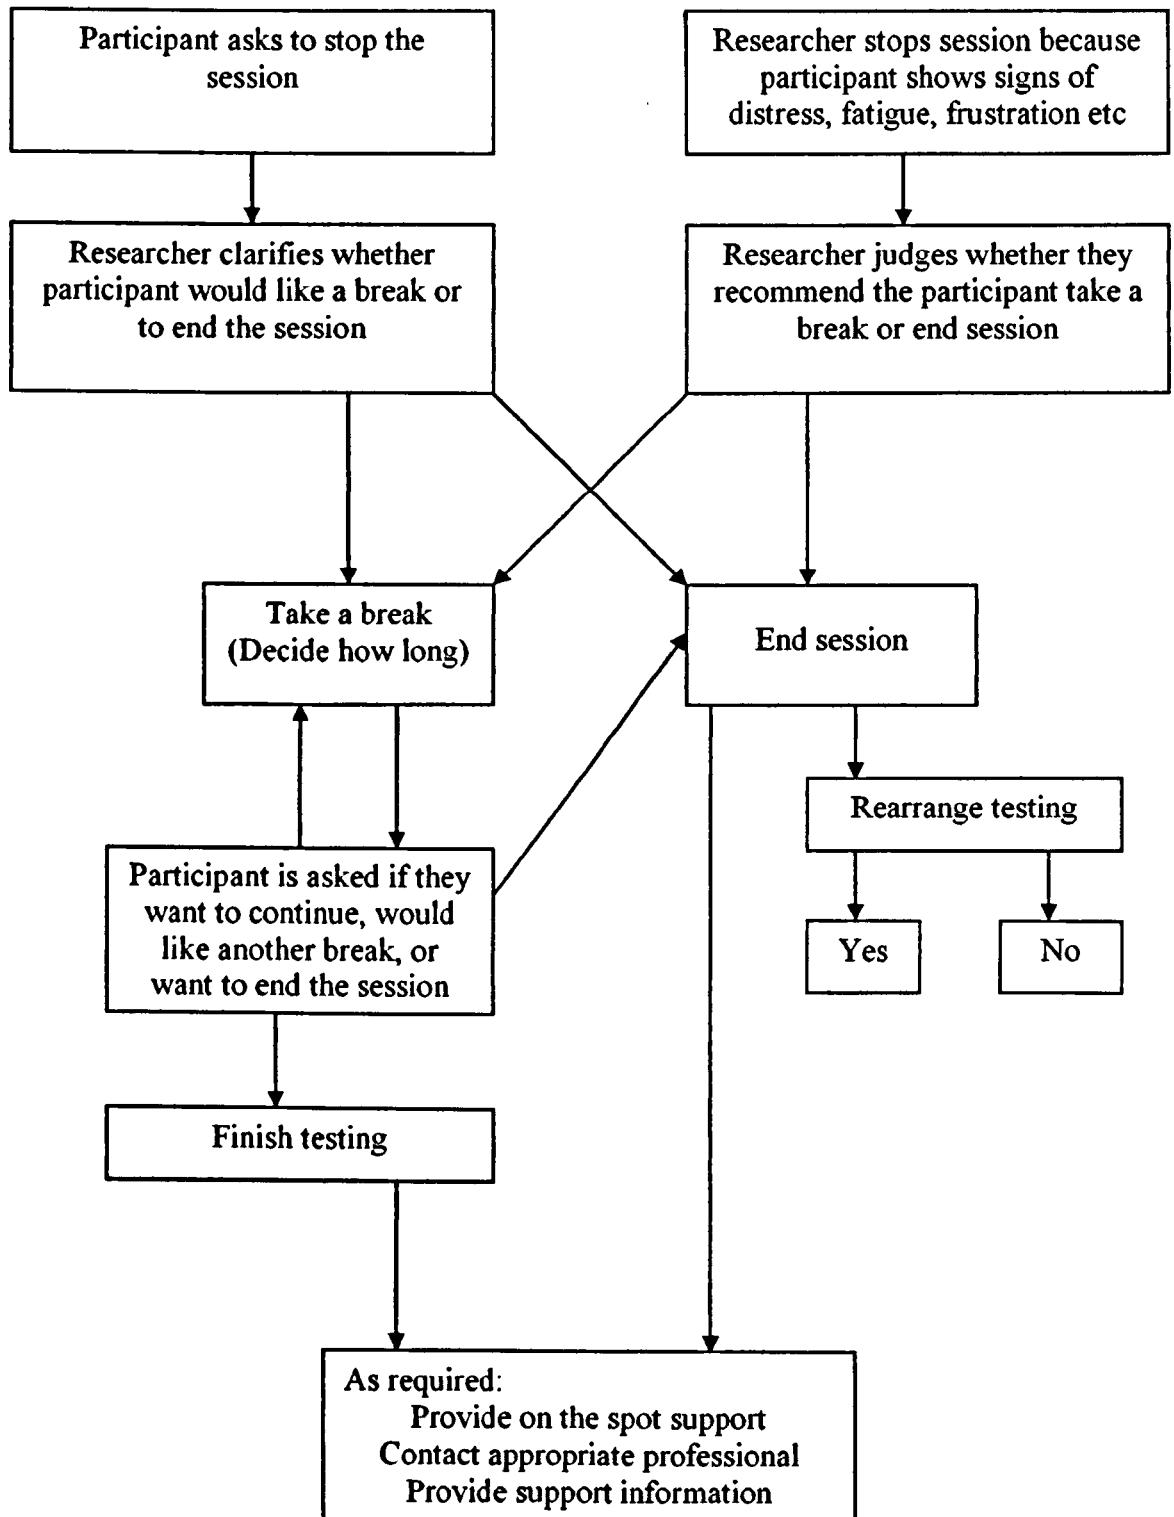 Participant asks to stop the
session
Researcher stops session because
participant shows signs of
distress, fatigue, frustration etc
Researcher clarifies whether
participant would like a break or
to end the session
Researcher judges whether they
recommend the participant take a
break or end session
Take a break
(Decide how long)
End session
Rearrange testing
Yes
No
Participant is asked if they
want to continue, would
like another break, or
want to end the session
Finish testing
As required:
Provide on the spot support
Contact appropriate professional
Provide support information